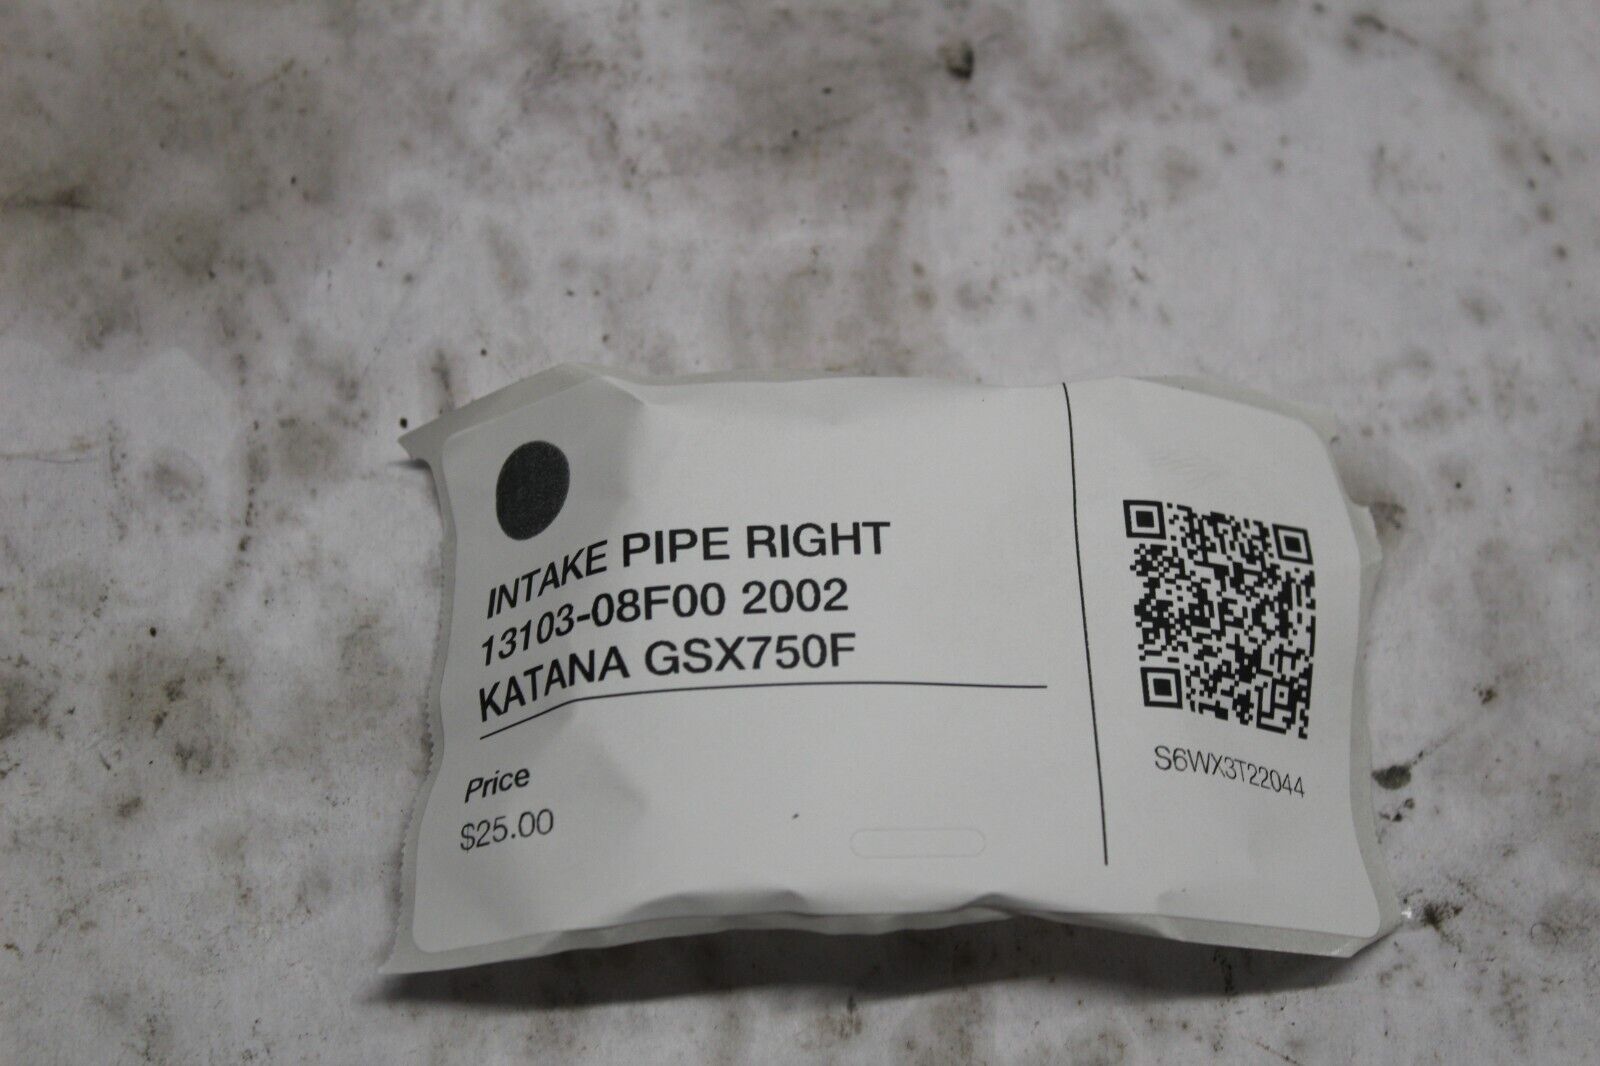 INTAKE PIPE RIGHT
13103-08F00 2002
KATANA GSX750F
Price
$25.00
S6WX3T22044